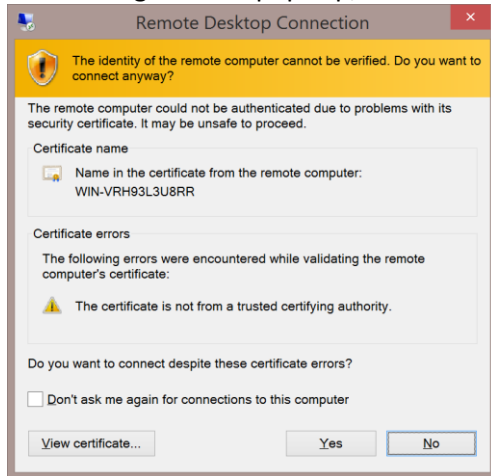 Remote Desktop Connection
The identity of the remote computer cannot be verified. Do you want to
connect anyway?
The remote computer could not be authenticated due to problems with its
security certificate. It may be unsafe to proceed.
Certificate name
Name in the certificate from the remote computer:
WIN-VRH93L3U8RR
Certificate errors
The following errors were encountered while validating the remote
computer's certificate:
The certificate is not from a trusted certifying authority.
Do you want to connect despite these certificate errors?
Don't ask me again for connections to this computer
View certificate...
Yes
No